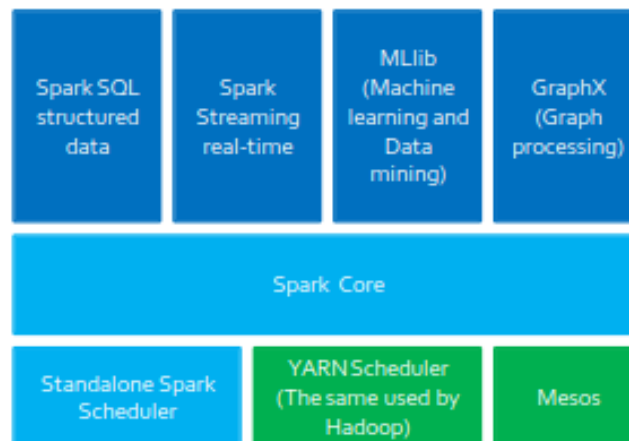 Spark SQL
structured
data
Spark
Streaming
real-time
MLlib
(Machine
learning and
Data
mining)
GraphX
(Graph
processing)
Spark Core
Standalone Spark
Scheduler
YARN Scheduler
(The same used by
Hadoop)
Mesos